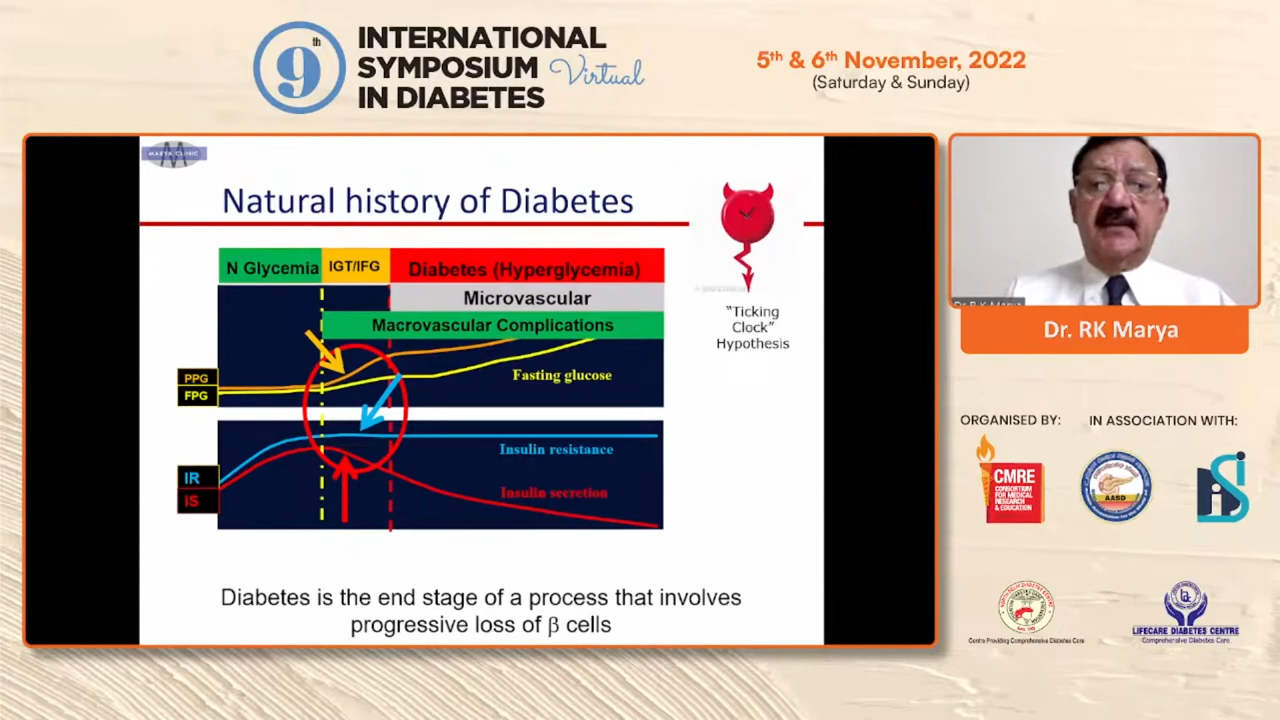 9th
INTERNATIONAL
SYMPOSIUM Virtual
IN DIABETES
5th & 6th November, 2022
(Saturday & Sunday)
MARYA CLINIC
Natural history of Diabetes
N Glycemia IGT/IFG Diabetes (Hyperglycemia)
Microvascular
Macrovascular Complications
PPG
FPG
Fasting glucose
IR
IS
Insulin resistance
Insulin secretion
"Ticking
Clock"
Hypothesis
Diabetes is the end stage of a process that involves
progressive loss of β cells
Dr R K Marya
Dr. RK Marya
ORGANISED BY:
IN ASSOCIATION WITH:
CMRE
CONSORTIUM
FOR MEDICAL
RESEARCH
& EDUCATION
AASD
Centre Providing Comprehensive Diabetes Care
LIFECARE DIABETES CENTRE
Comprehensive Diabetes Care